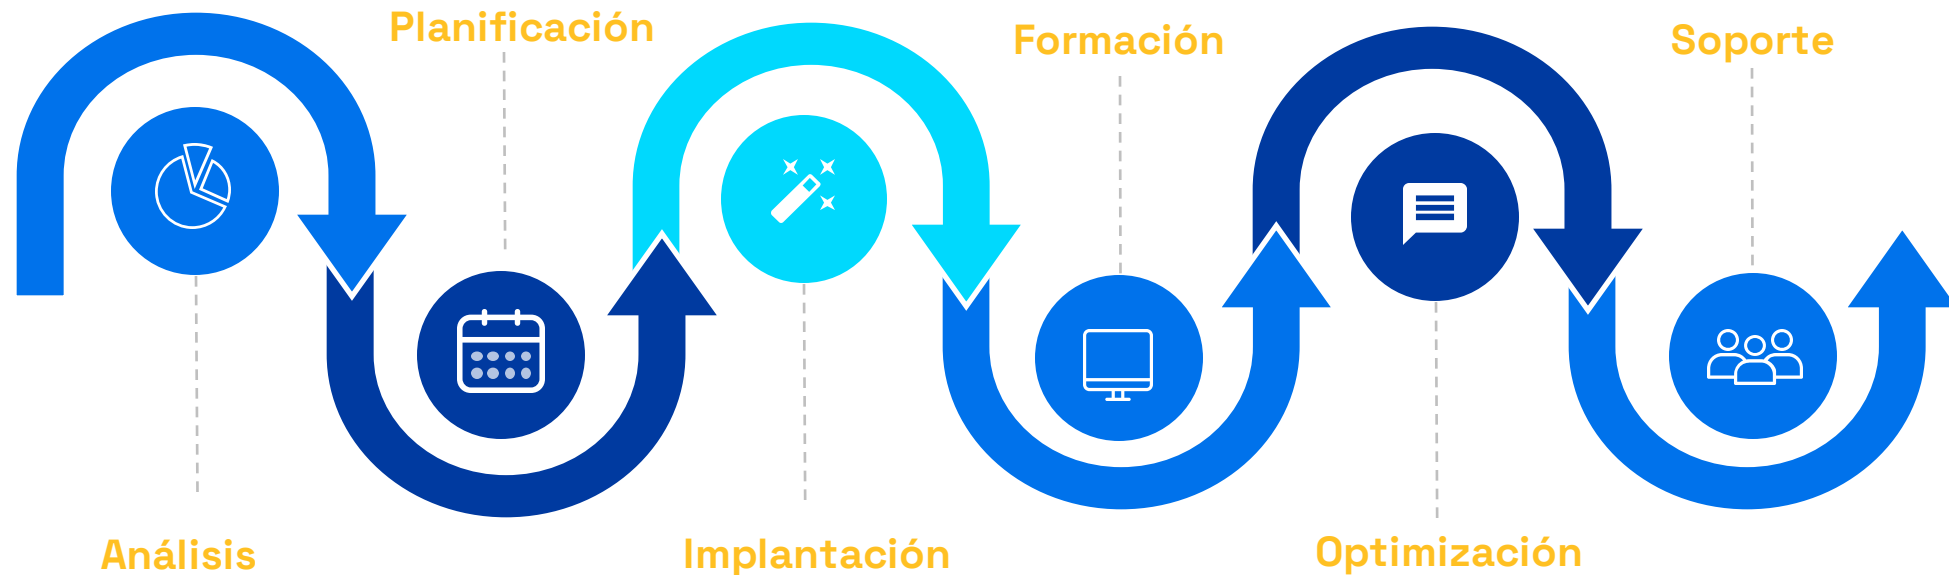 Planificación
Formación
Soporte
Análisis
Implantación
Optimización